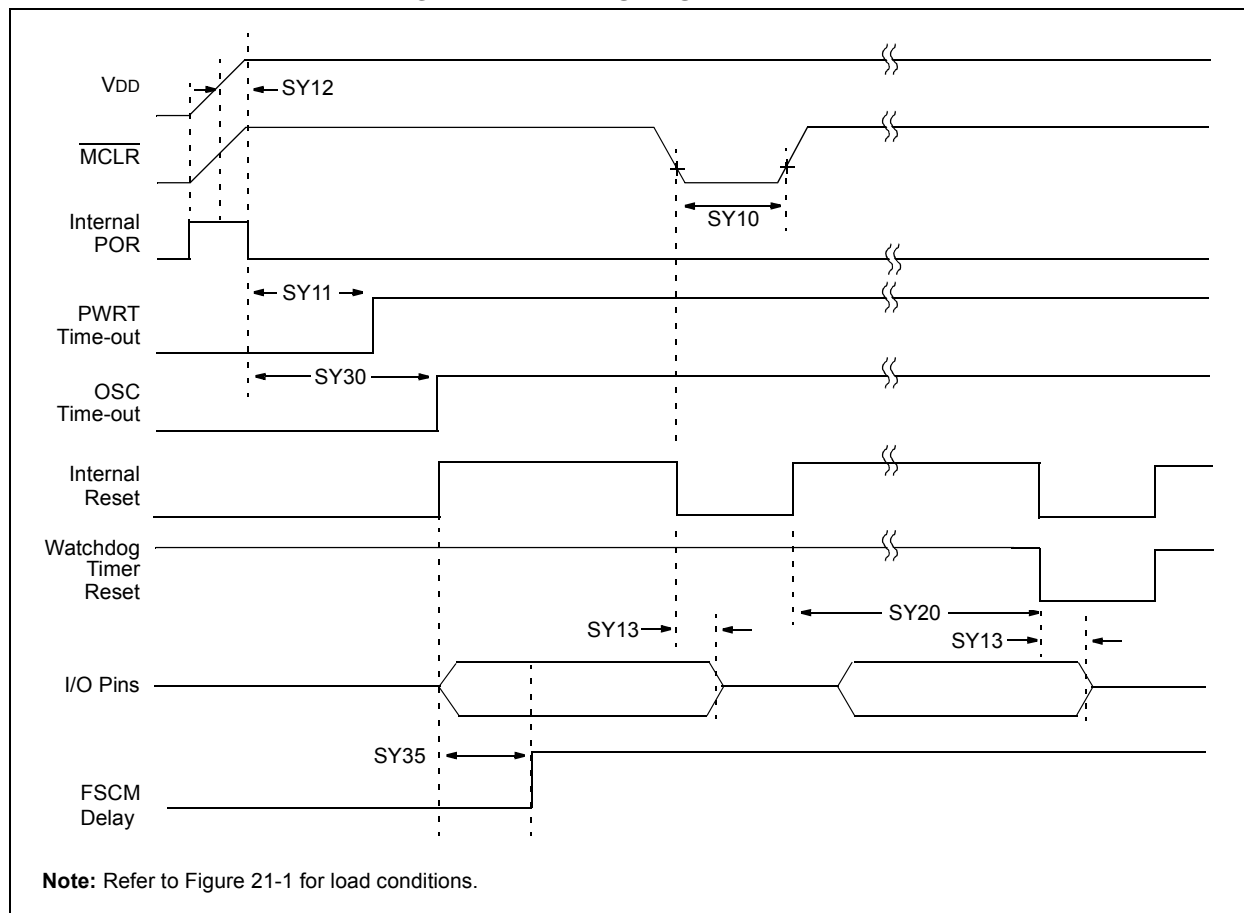 VDD
SY12
MCLR
SY10
Internal
POR
SY11
PWRT
Time-out
SY30
OSC
Time-out
Internal
Reset
Watchdog
Timer
Reset
SY20
SY13
SY13
I/O Pins
SY35
FSCM
Delay
Note: Refer to Figure 21-1 for load conditions.